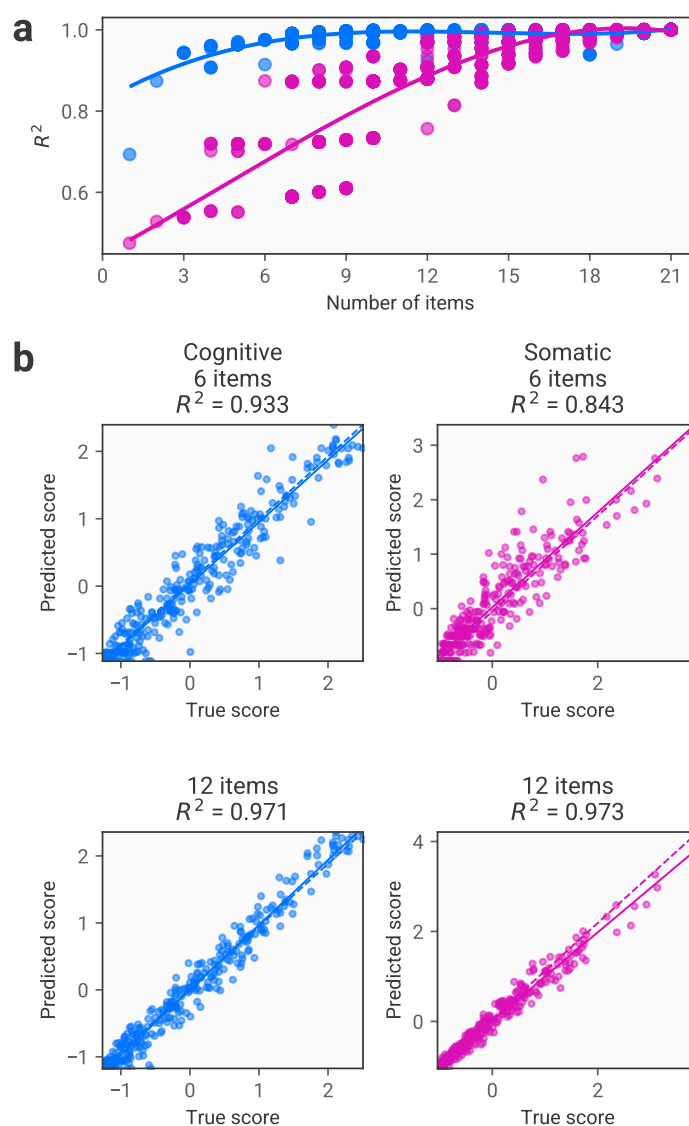 a
1.0
0.8
0.6
R²
0 3 6 9 12 15 18 21
Number of items
b
Cognitive
6 items
R² = 0.933
Somatic
6 items
R² = 0.843
2
1
0
−1
Predicted score
−1 0 1 2
True score
3
2
1
0
Predicted score
0 2
True score
12 items
R² = 0.971
12 items
R² = 0.973
2
1
0
−1
Predicted score
−1 0 1 2
True score
4
2
0
Predicted score
0 2
True score